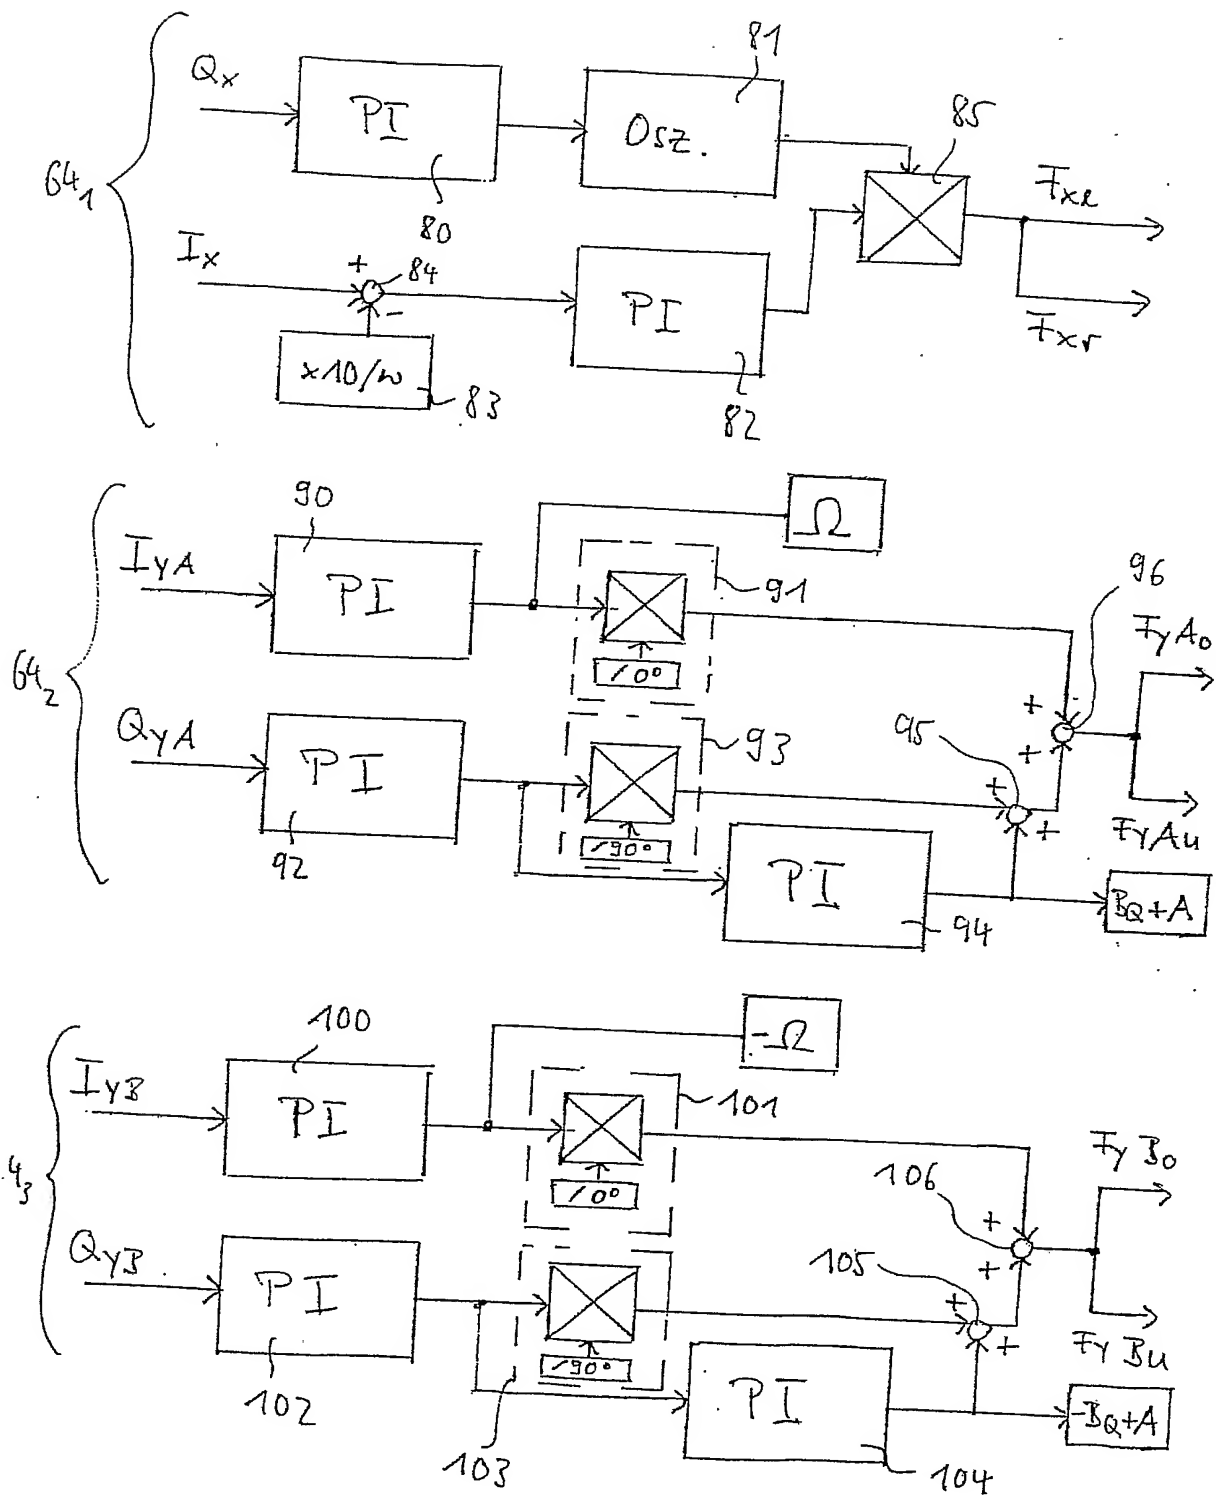 64₁
Qx
PI
80
Osz.
81
85
Fxl
Fxr
Ix
+
84
-
x10/w
83
PI
82
64₂
IyA
90
PI
Ω
/0°
91
QyA
PI
92
/90°
93
PI
94
95
+
+
96
+
+
FyAo
FyAu
BQ+A
4₃
IyB
100
PI
-Ω
/0°
101
QyB
PI
102
/90°
103
PI
104
105
+
+
106
+
+
FyBo
FyBu
-BQ+A